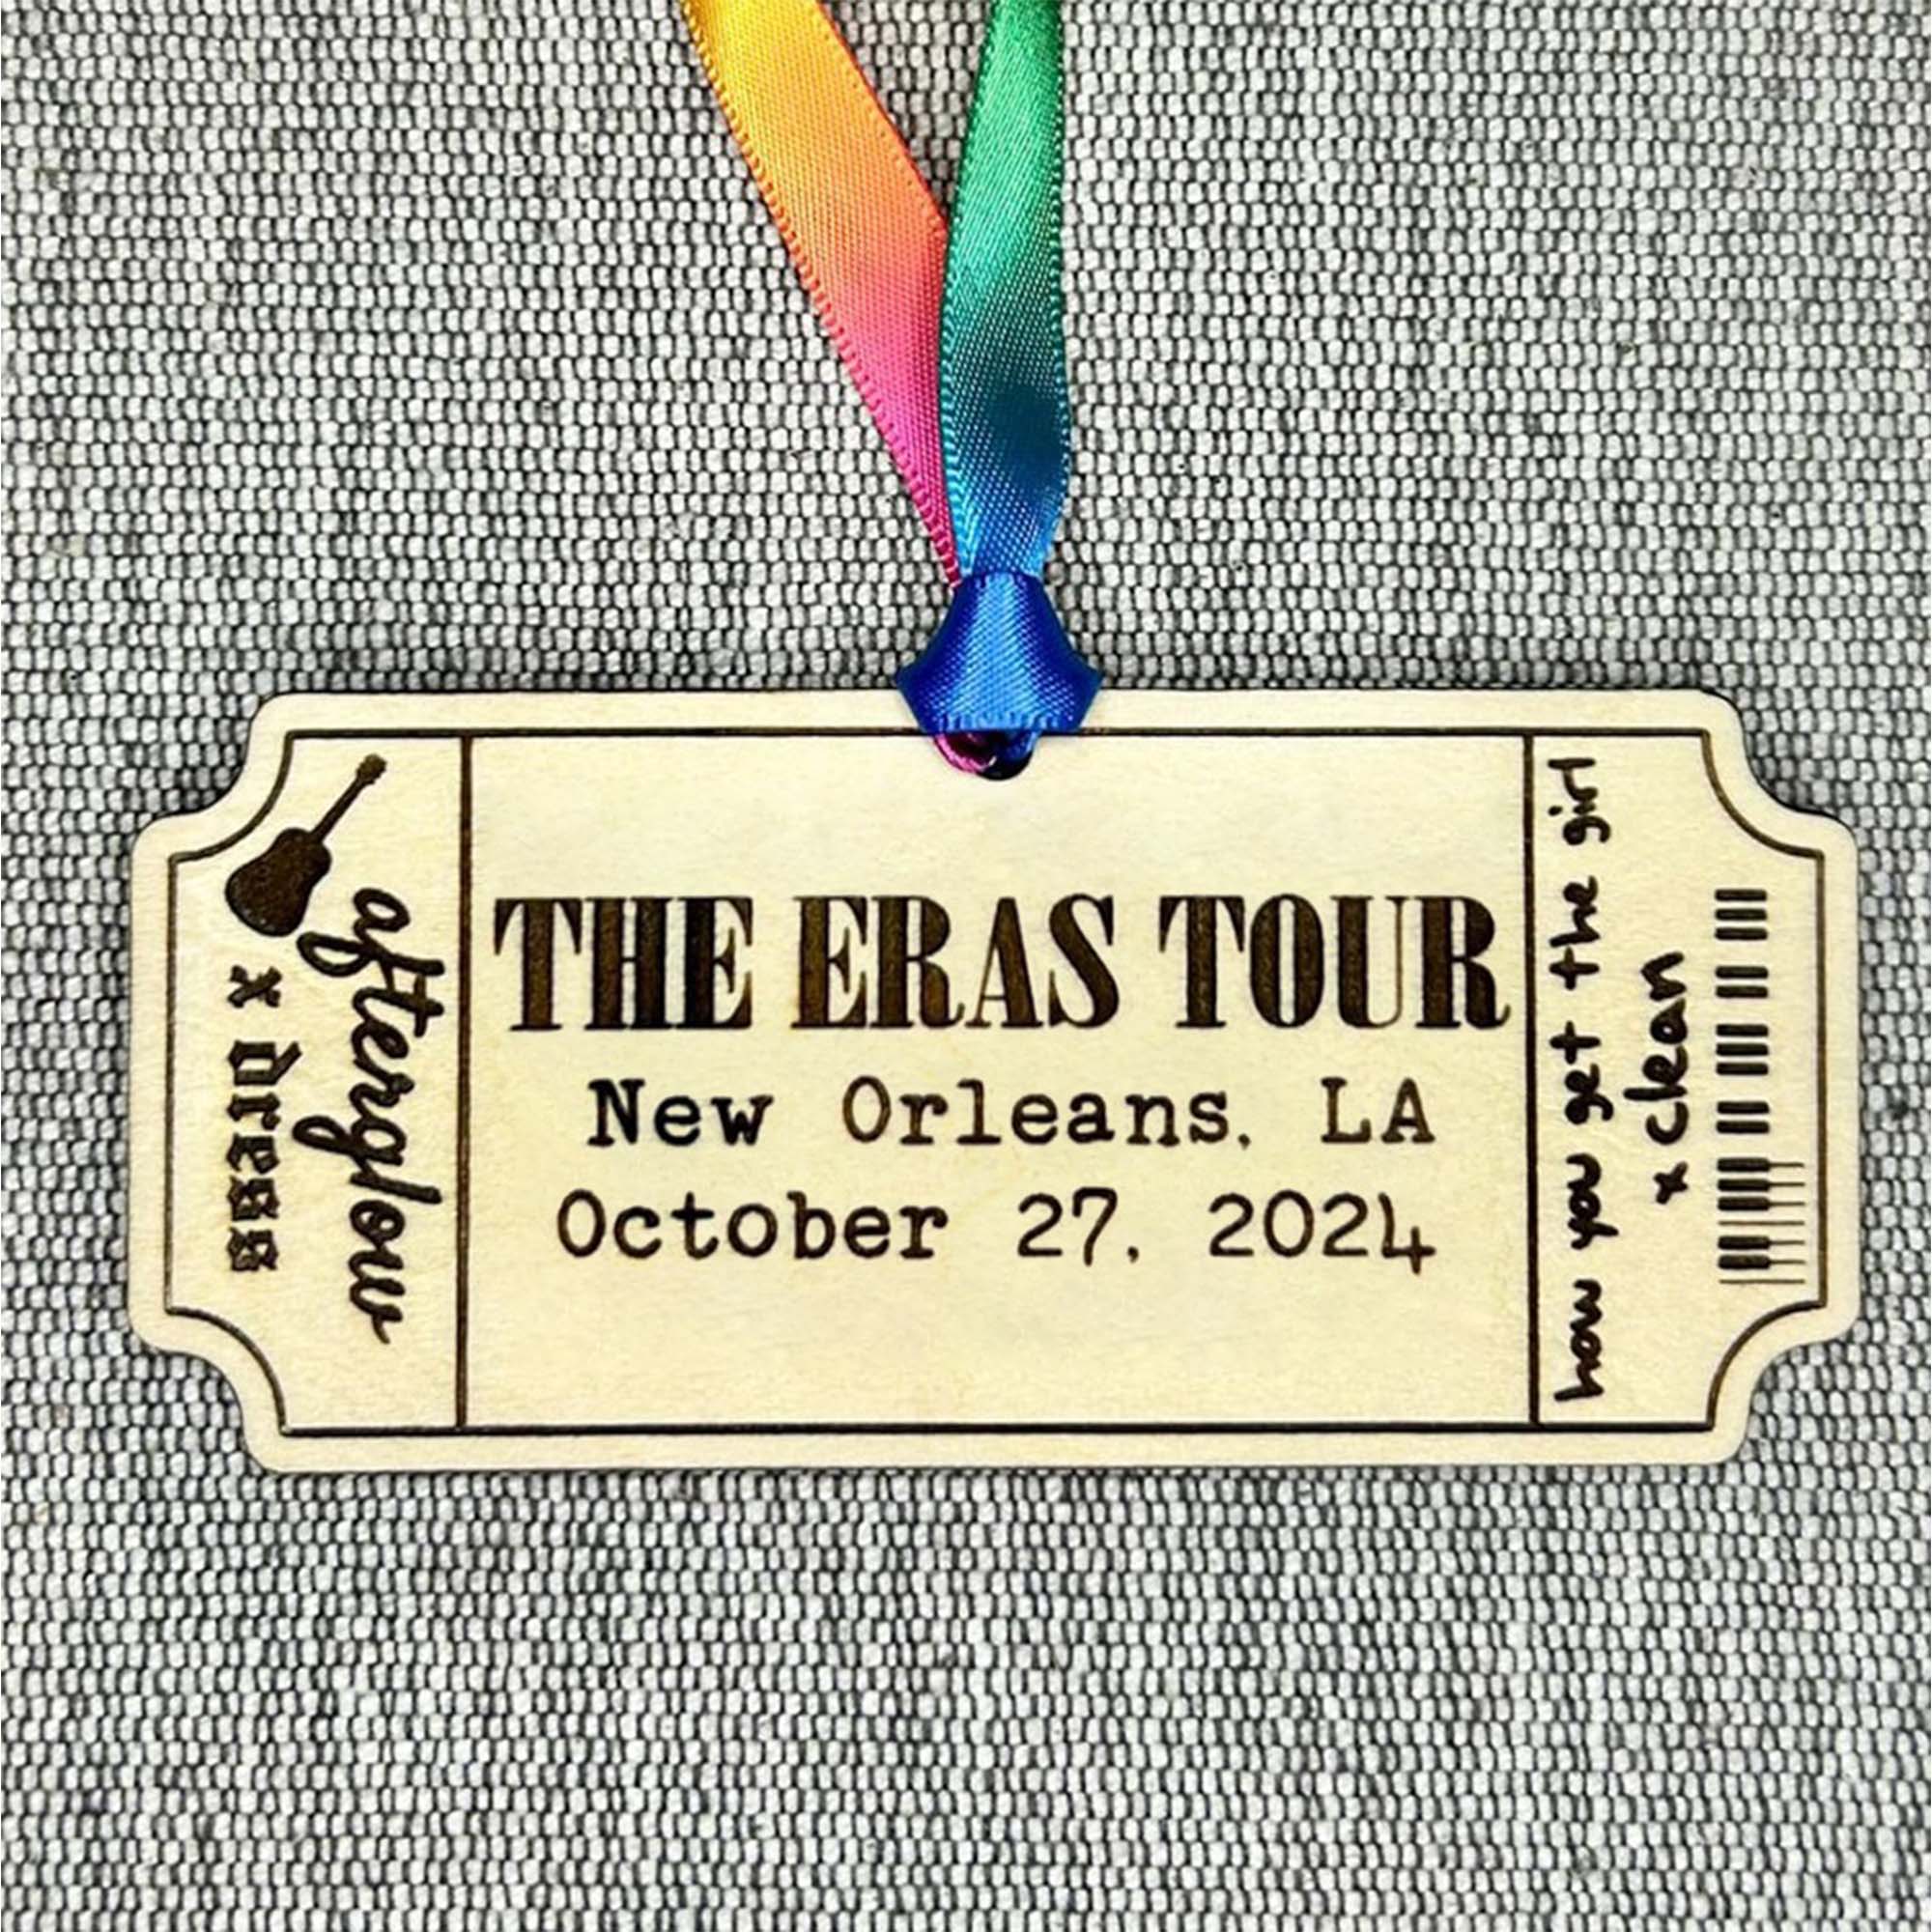 afterglow
x Dress
THE ERAS TOUR
New Orleans, LA
October 27, 2024
how you get the girl
x clean